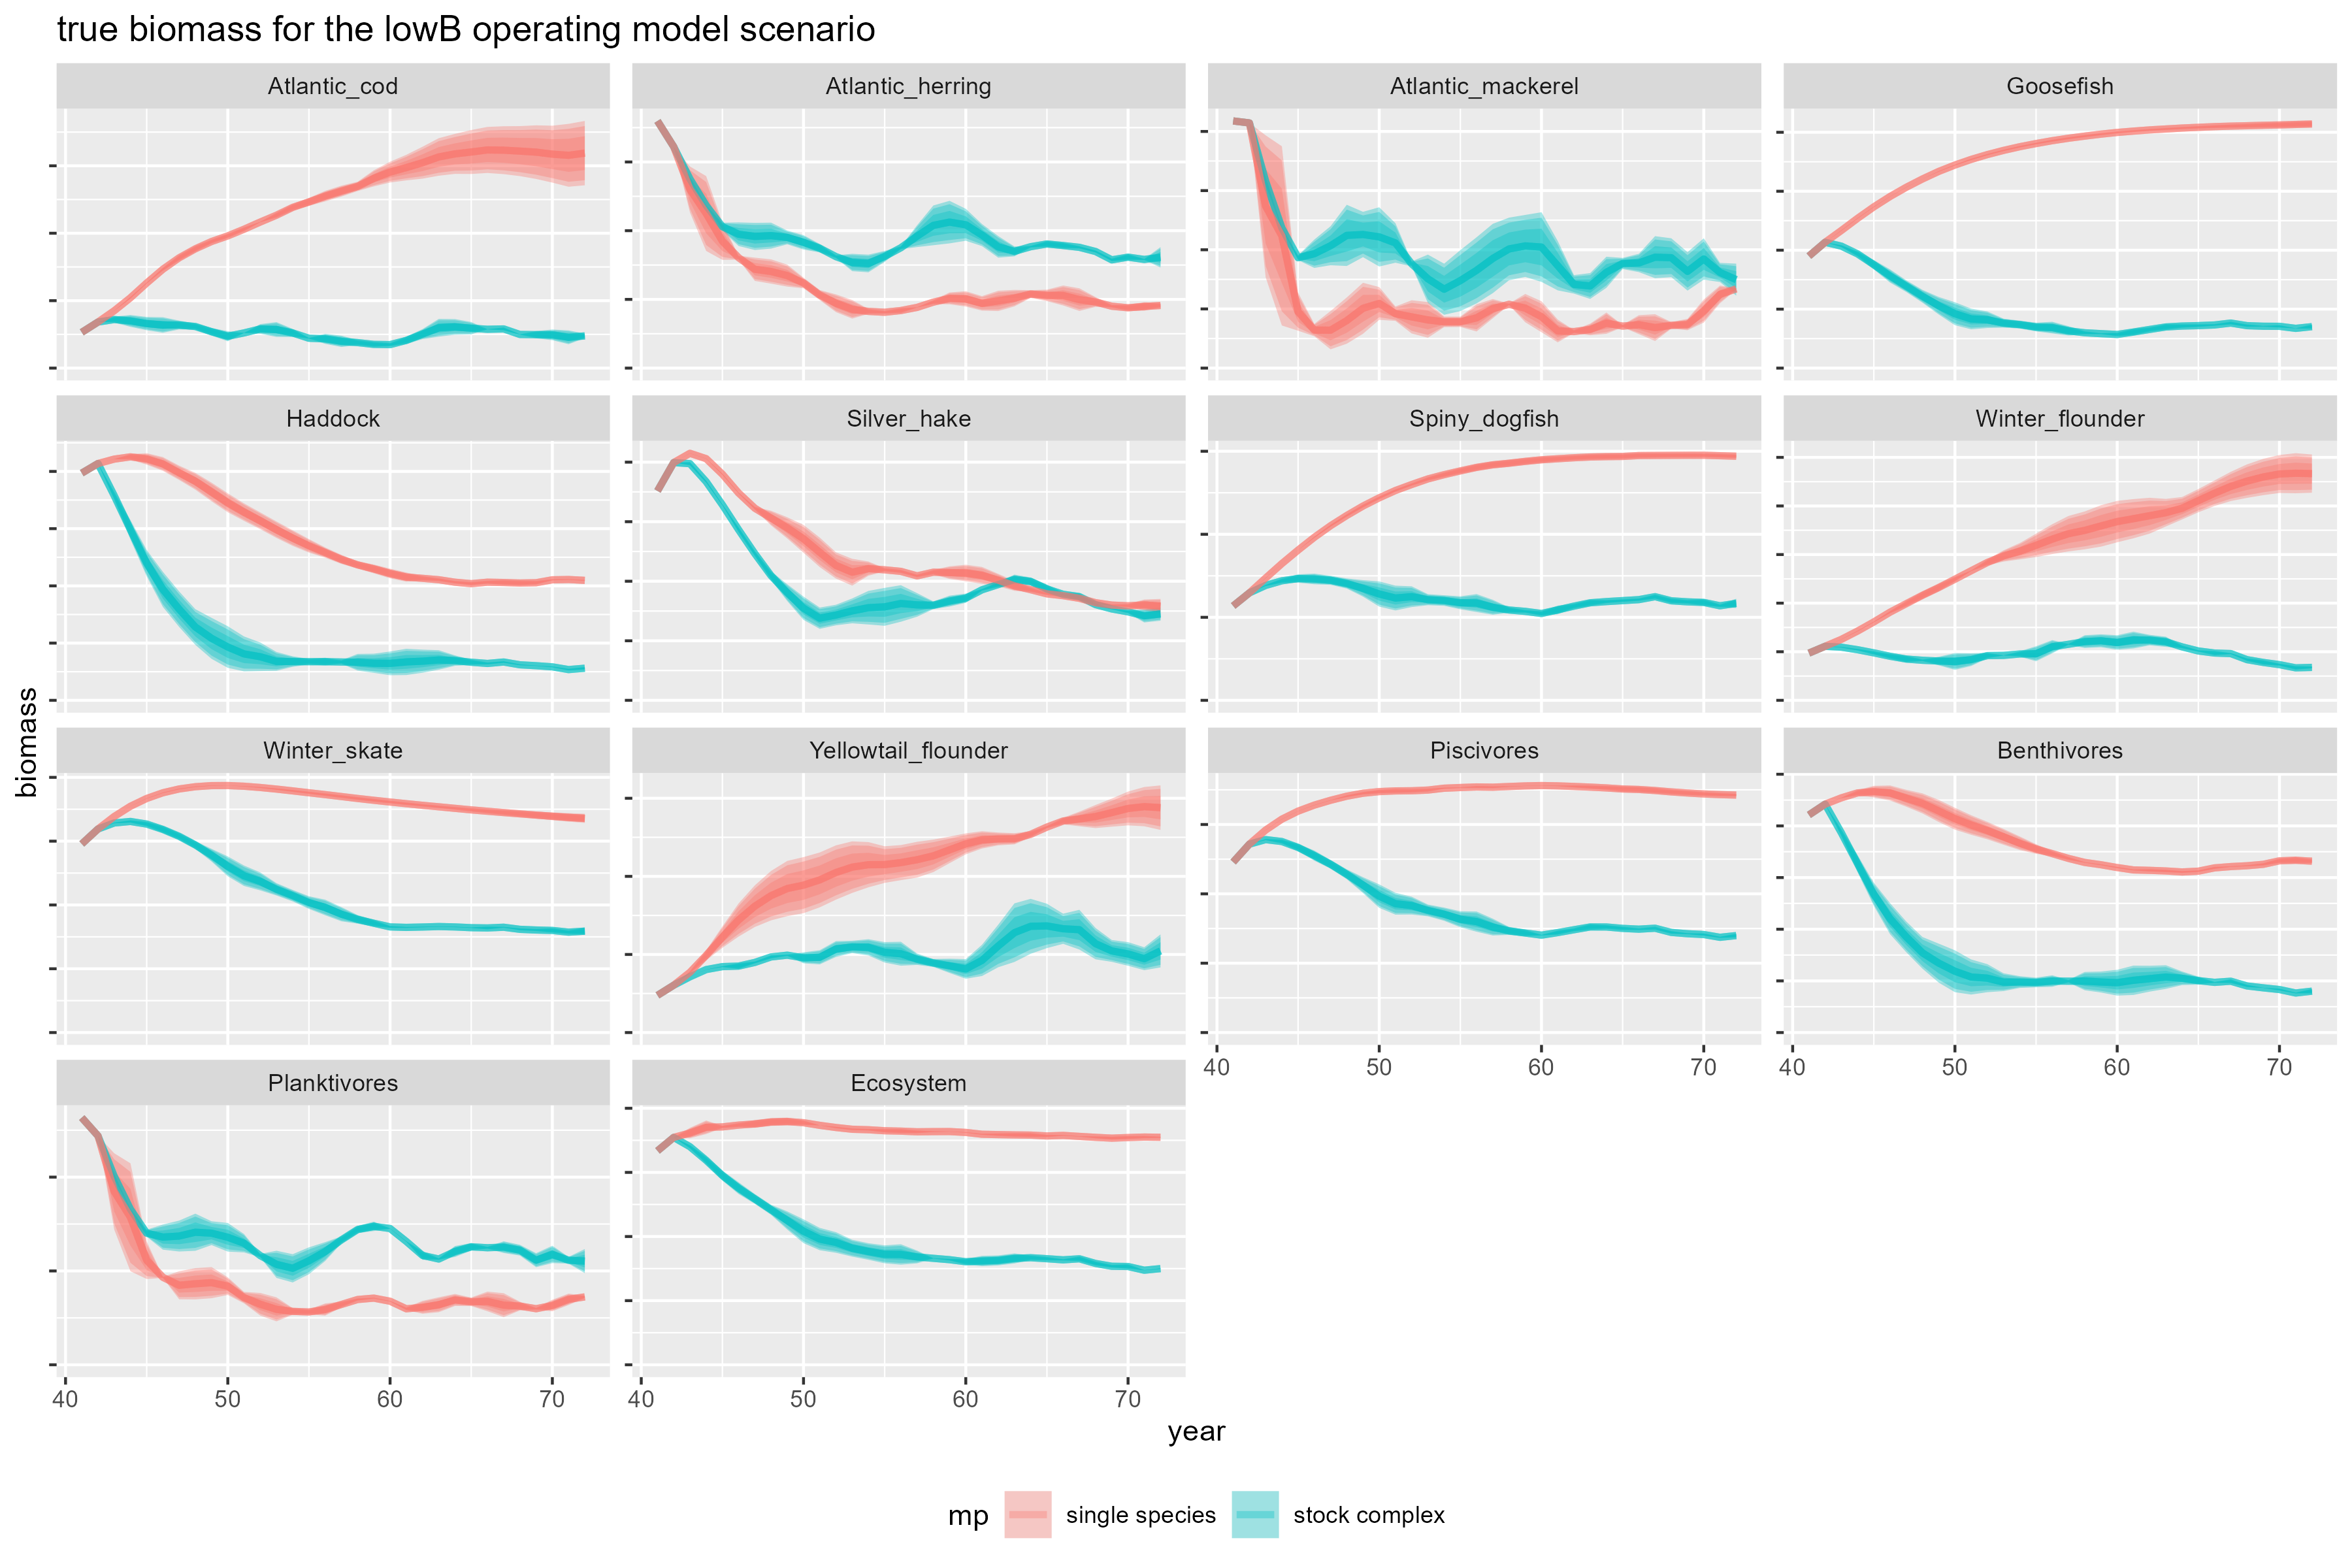 true biomass for the lowB operating model scenario
Atlantic_cod Atlantic_herring Atlantic_mackerel Goosefish
Haddock Silver_hake Spiny_dogfish Winter_flounder
biomass
Winter_skate Yellowtail_flounder Piscivores Benthivores
40 50 60 70 40 50 60 70
Planktivores Ecosystem
40 50 60 70 40 50 60 70
year
mp single species stock complex